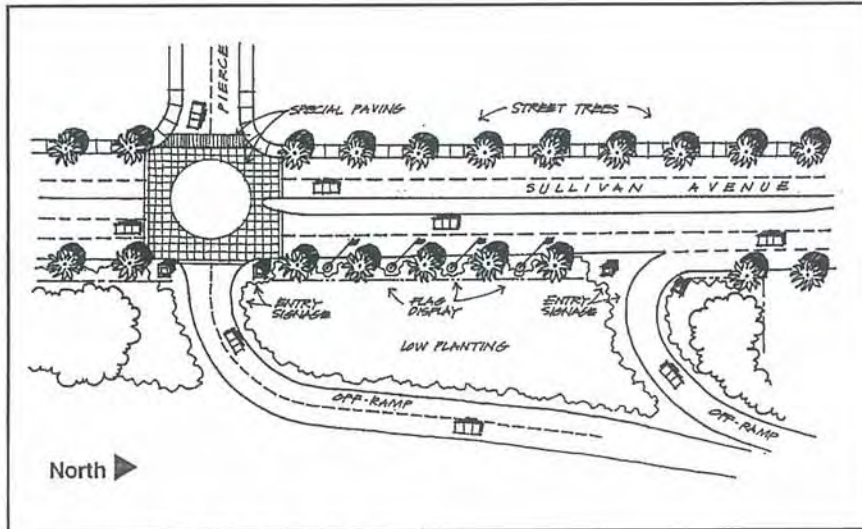 PIERCE
SPECIAL PAVING
STREET TREES
SULLIVAN AVENUE
ENTRY
SIGNAGE
FLAG
DISPLAY
ENTRY
SIGNAGE
LOW PLANTING
OFF-RAMP
OFF-RAMP
North